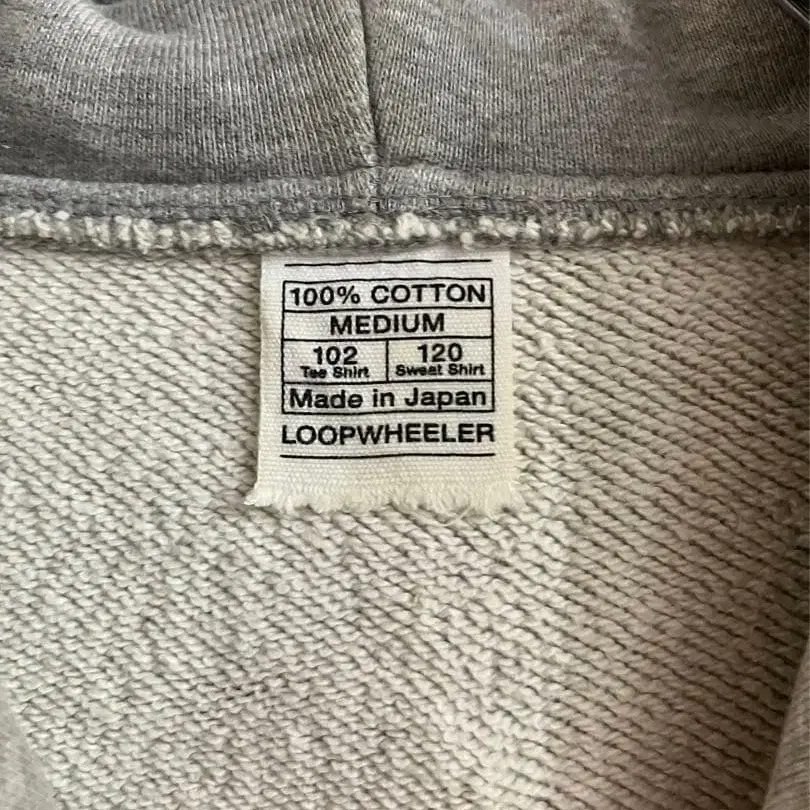 100% COTTON
MEDIUM
102 120
Tee Shirt Sweat Shirt
Made in Japan
LOOPWHEELER